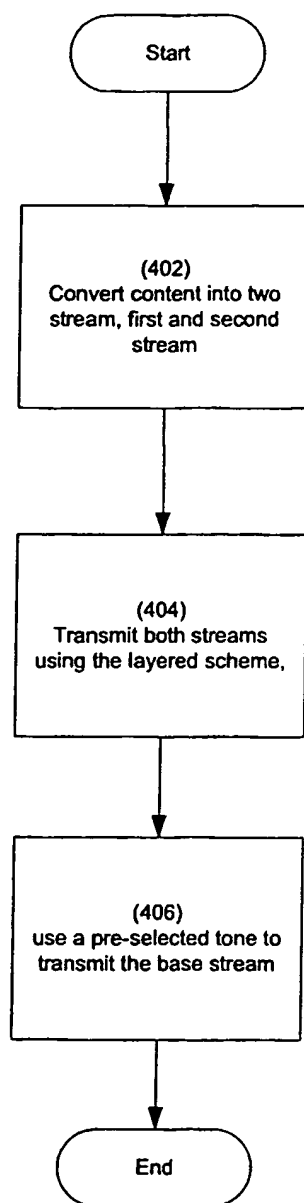 Start
(402)
Convert content into two
stream, first and second
stream
(404)
Transmit both streams
using the layered scheme,
(406)
use a pre-selected tone to
transmit the base stream
End